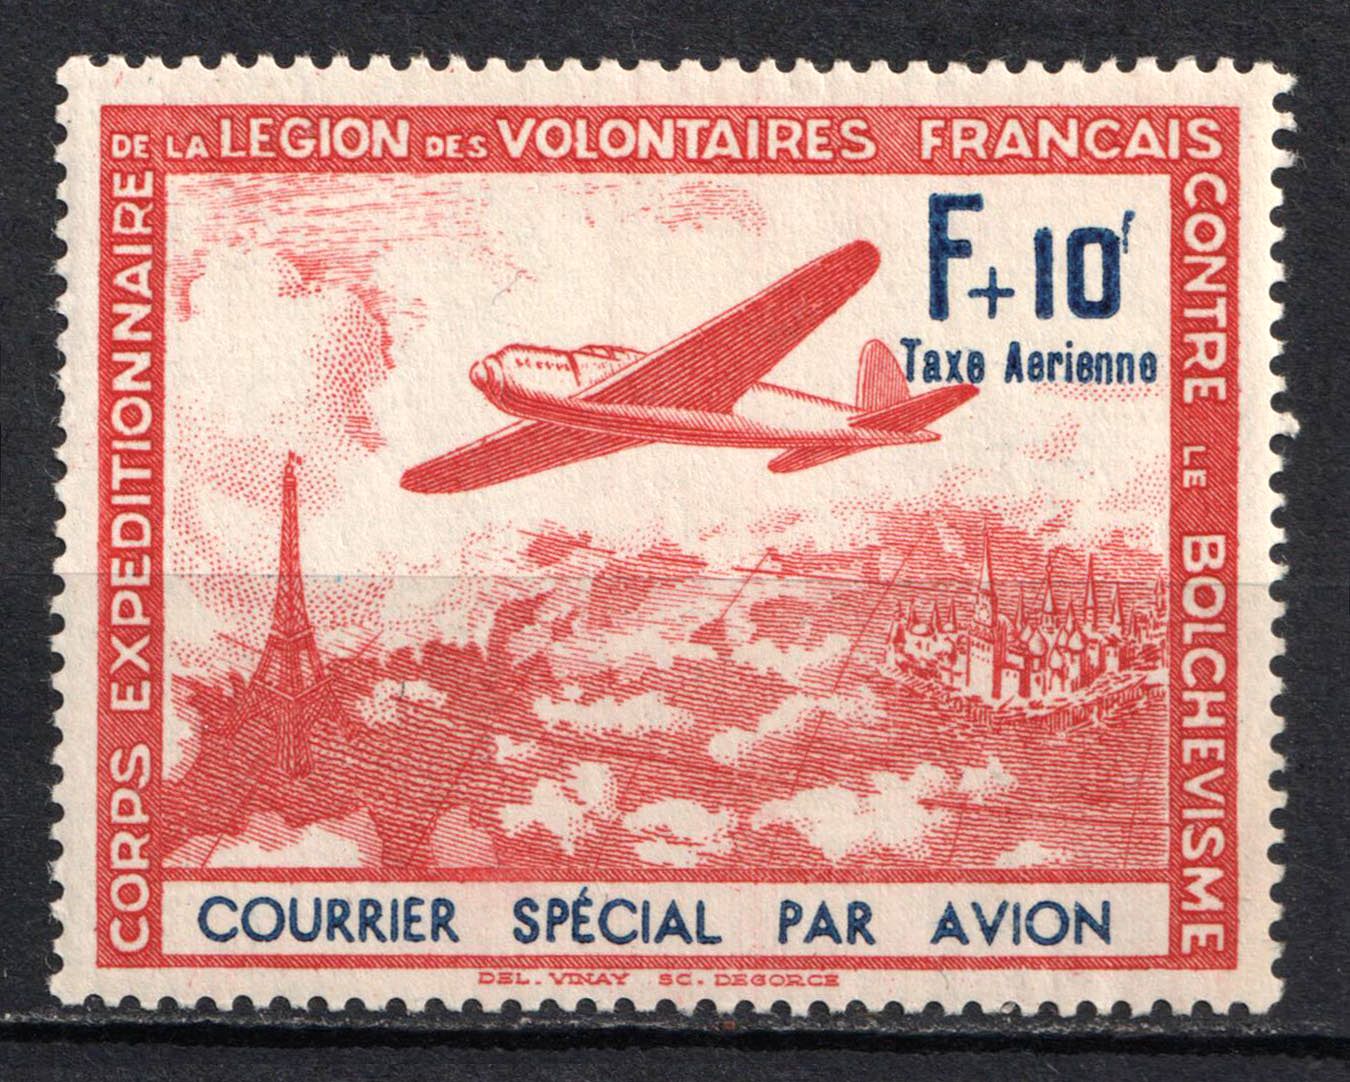 CORPS EXPEDITIONNAIRE
DE LA LEGION DES VOLONTAIRES FRANCAIS
CONTRE LE BOLCHEVISME
F+10f
Taxe Aerienne
COURRIER SPÉCIAL PAR AVION
DEL. VINAY SC. DEGORCE